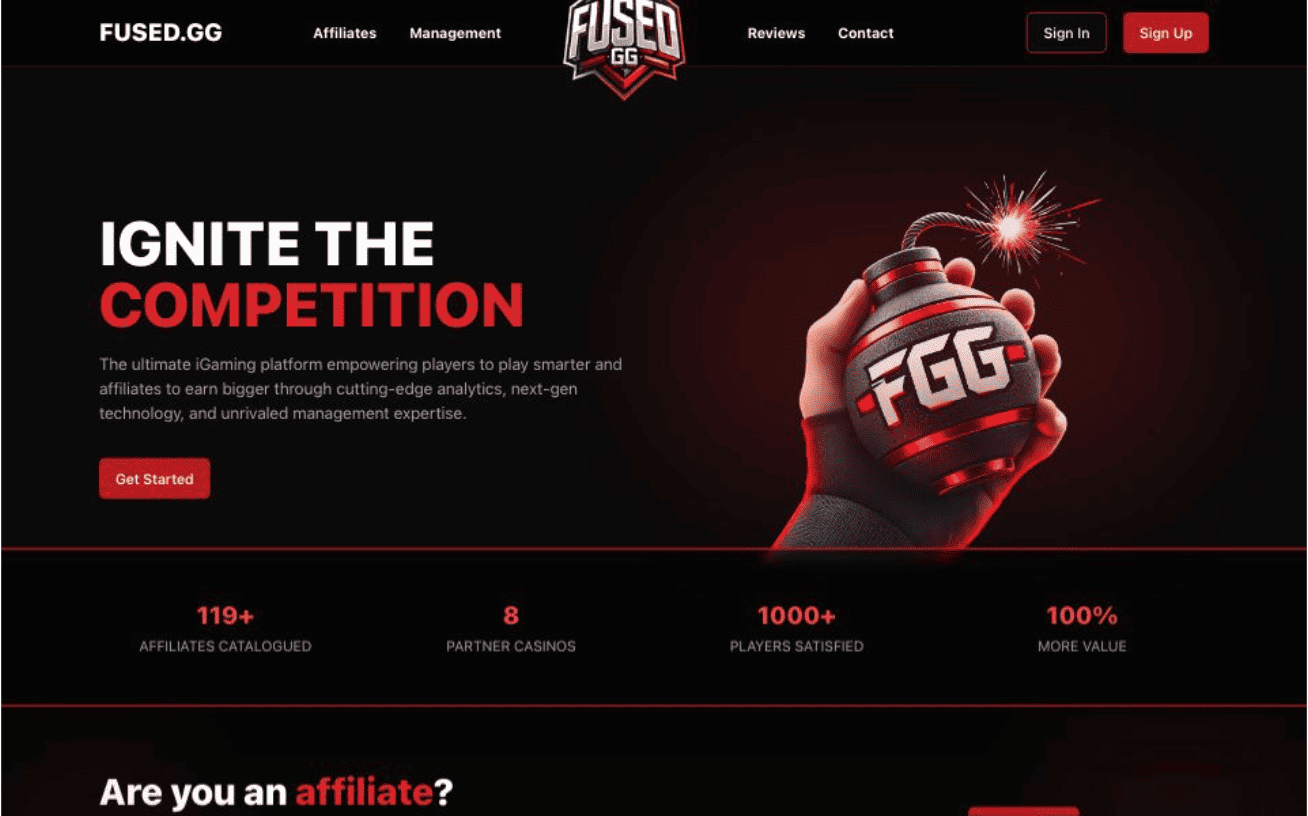 FUSED.GG
Affiliates
Management
FUSED
GG
Reviews
Contact
Sign In
Sign Up
IGNITE THE
COMPETITION
The ultimate iGaming platform empowering players to play smarter and
affiliates to earn bigger through cutting-edge analytics, next-gen
technology, and unrivaled management expertise.
Get Started
FGG
119+
AFFILIATES CATALOGUED
8
PARTNER CASINOS
1000+
PLAYERS SATISFIED
100%
MORE VALUE
Are you an affiliate?